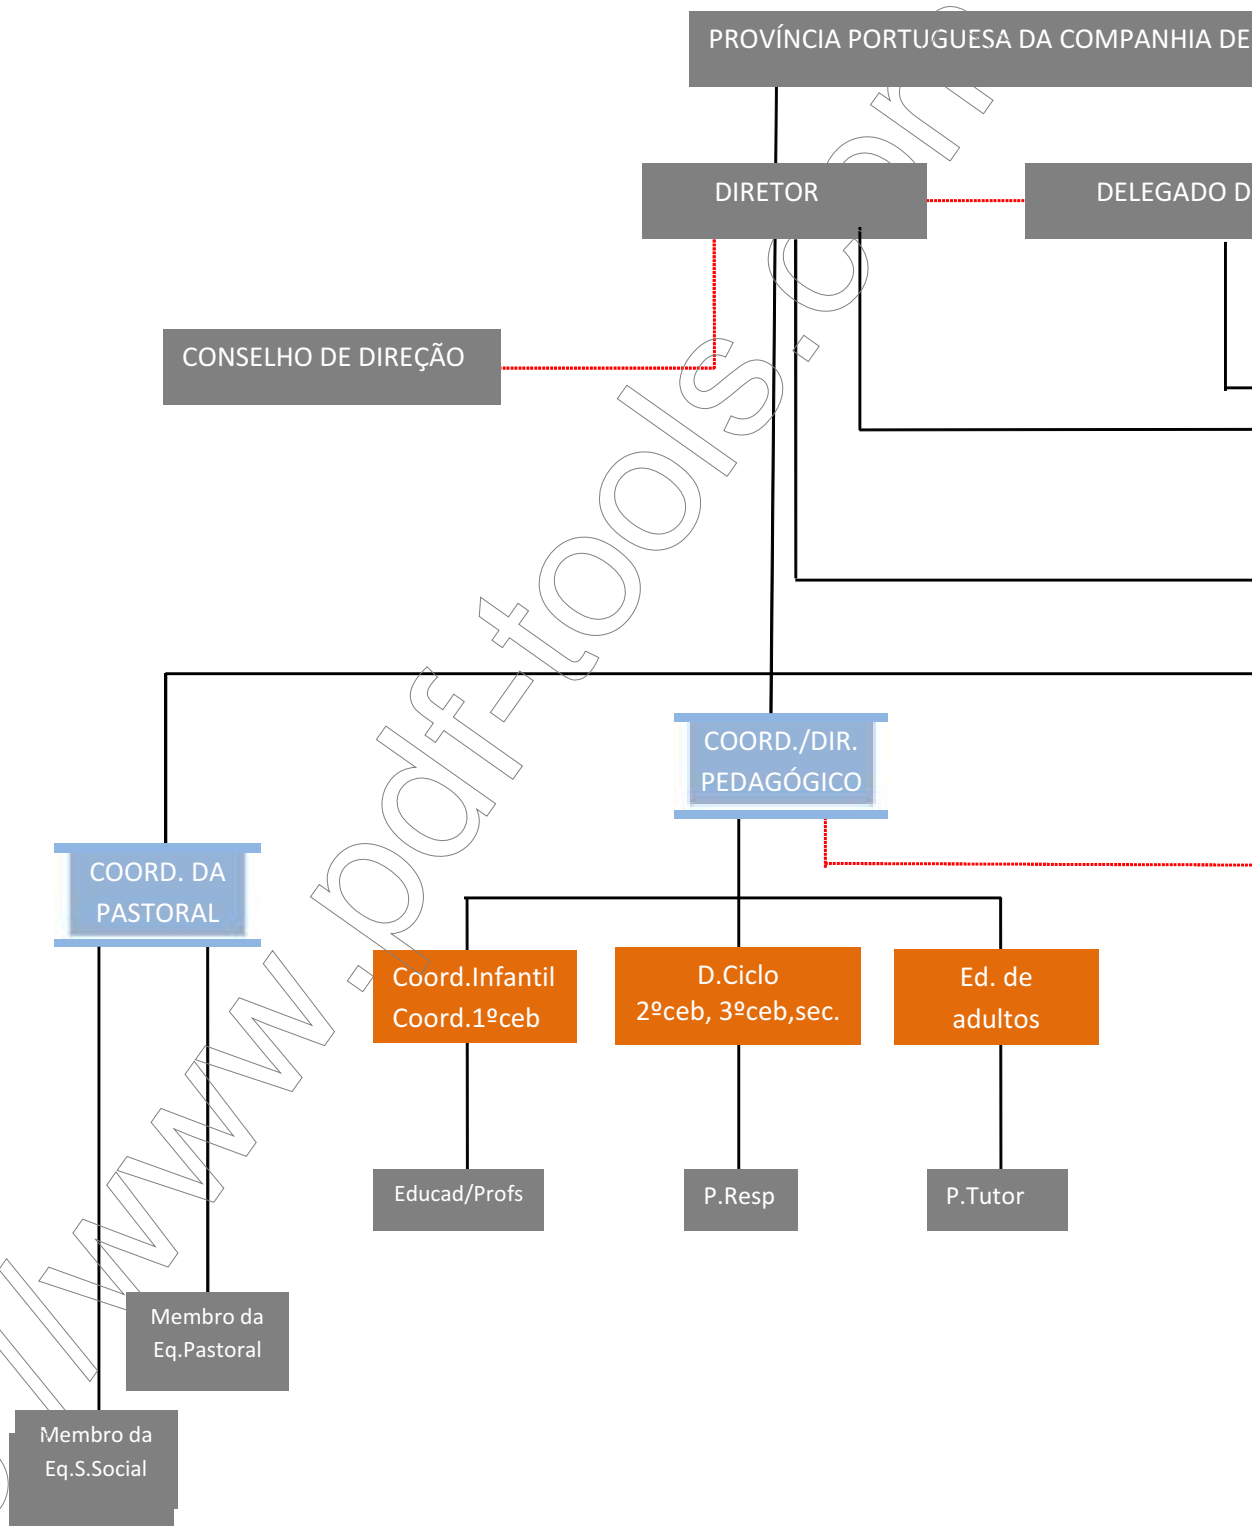 PROVÍNCIA PORTUGUESA DA COMPANHIA DE
DIRETOR
DELEGADO D
CONSELHO DE DIREÇÃO
COORD./DIR.
PEDAGÓGICO
COORD. DA
PASTORAL
Coord.Infantil
Coord.1ºceb
D.Ciclo
2ºceb, 3ºceb,sec.
Ed. de
adultos
Educad/Profs
P.Resp
P.Tutor
Membro da
Eq.Pastoral
Membro da
Eq.S.Social
//www.pdf-tools.com